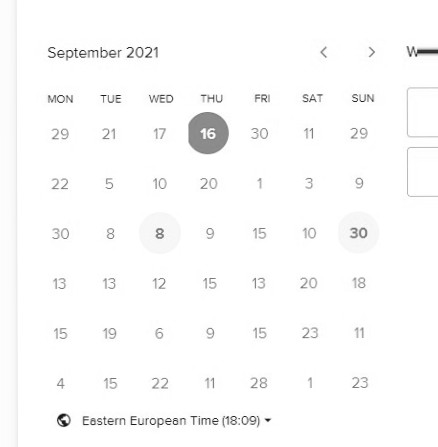 September 2021
MON TUE WED THU FRI SAT SUN
29 21 17 16 30 11 29
22 5 10 20 1 3 9
30 8 8 9 15 10 30
13 13 12 15 13 20 18
15 19 6 9 15 23 11
4 15 22 11 28 1 23
Eastern European Time (18:09)